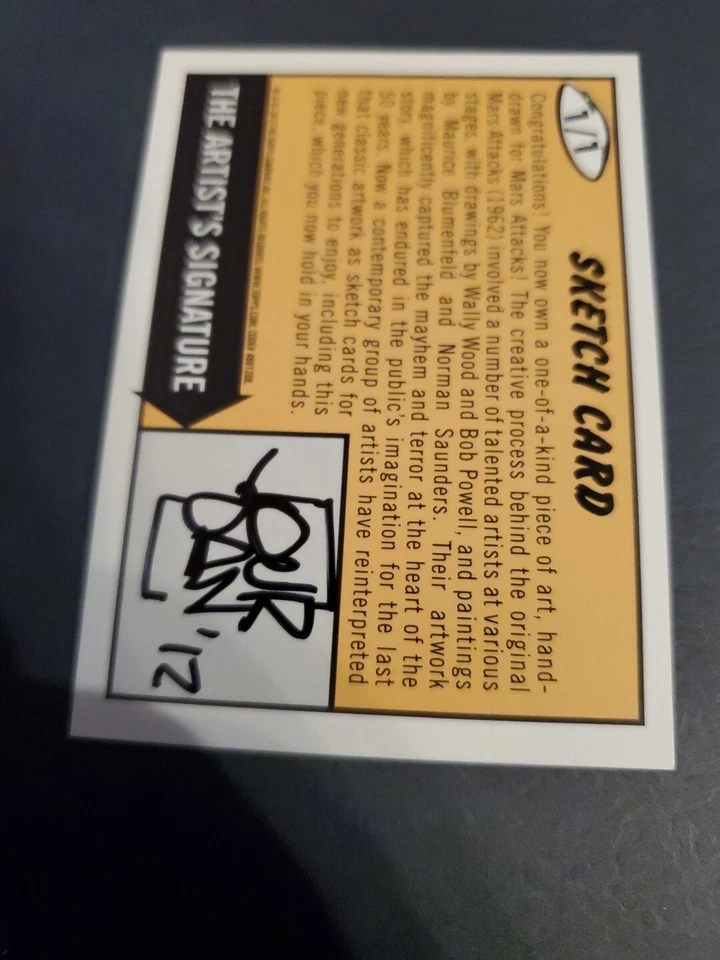 1/1
SKETCH CARD
Congratulations! You now own a one-of-a-kind piece of art, hand-
drawn for Mars Attacks! The creative process behind the original
Mars Attacks (1962) involved a number of talented artists at various
stages, with drawings by Wally Wood and Bob Powell, and paintings
by Maurice Blumenfeld and Norman Saunders. Their artwork
magnificently captured the mayhem and terror at the heart of the
story, which has endured in the public's imagination for the last
50 years. Now a contemporary group of artists have reinterpreted
that classic artwork as sketch cards for
new generations to enjoy, including this
piece, which you now hold in your hands.
THE ARTIST'S SIGNATURE
'12